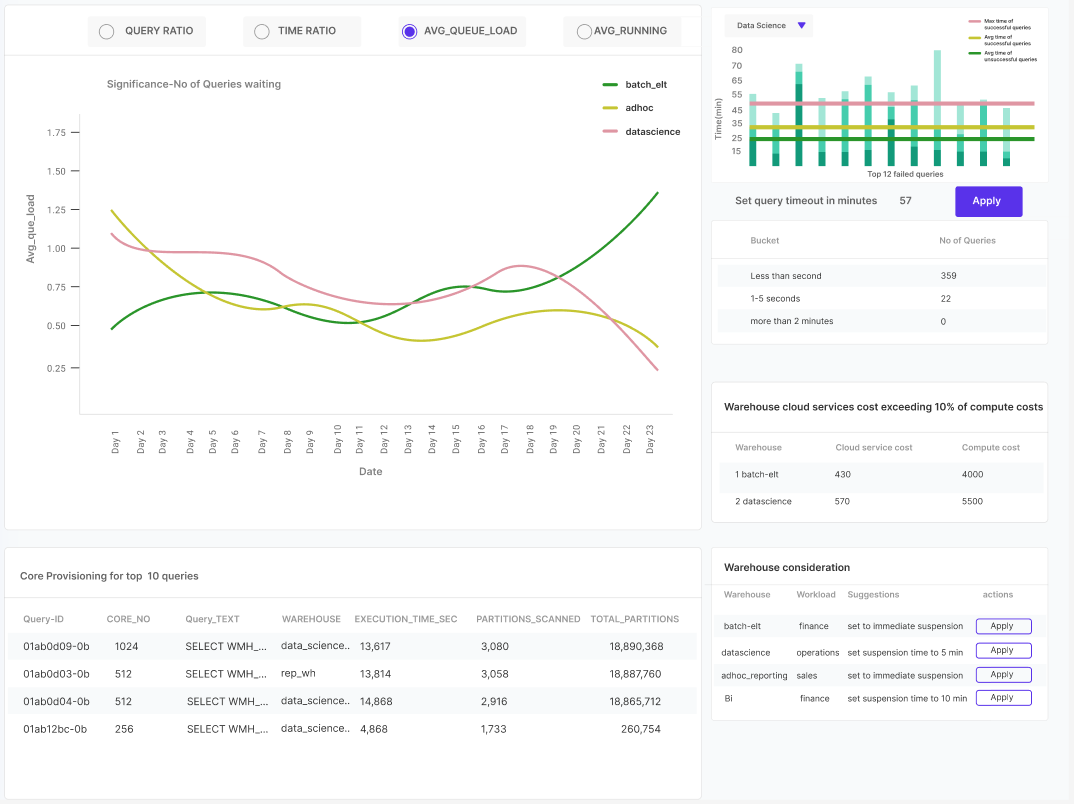 QUERY RATIO
TIME RATIO
AVG_QUEUE_LOAD
AVG_RUNNING
Significance-No of Queries waiting
batch_elt
adhoc
datascience
Avg_que_load
1.75
1.50
1.25
1.00
0.75
0.50
0.25
Day 1
Day 2
Day 3
Day 4
Day 5
Day 6
Day 7
Day 8
Day 9
Day 10
Day 11
Day 12
Day 13
Day 14
Day 15
Day 16
Day 17
Day 18
Day 19
Day 20
Day 21
Day 22
Day 23
Date
Data Science
Max time of
successful queries
Avg time of
successful queries
Avg time of
unsuccessful queries
Time(min)
80
70
65
55
45
35
25
15
Top 12 failed queries
Set query timeout in minutes 57 Apply
Bucket No of Queries
Less than second 359
1-5 seconds 22
more than 2 minutes 0
Warehouse cloud services cost exceeding 10% of compute costs
Warehouse Cloud service cost Compute cost
1 batch-elt 430 4000
2 datascience 570 5500
Core Provisioning for top 10 queries
Query-ID CORE_NO Query_TEXT WAREHOUSE EXECUTION_TIME_SEC PARTITIONS_SCANNED TOTAL_PARTITIONS
01ab0d09-0b 1024 SELECT WMH_... data_science.. 13,617 3,080 18,890,368
01ab0d03-0b 512 SELECT WMH_... rep_wh 13,814 3,058 18,887,760
01ab0d04-0b 512 SELECT WMH_... data_science.. 14,868 2,916 18,865,712
01ab12bc-0b 256 SELECT WMH_... data_science.. 4,868 1,733 260,754
Warehouse consideration
Warehouse Workload Suggestions actions
batch-elt finance set to immediate suspension Apply
datascience operations set suspension time to 5 min Apply
adhoc_reporting sales set to immediate suspension Apply
Bi finance set suspension time to 10 min Apply